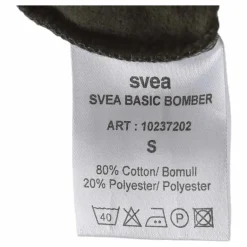 svea
SVEA BASIC BOMBER
ART : 10237202
S
80% Cotton/ Bomull
20% Polyester/ Polyester
40
P